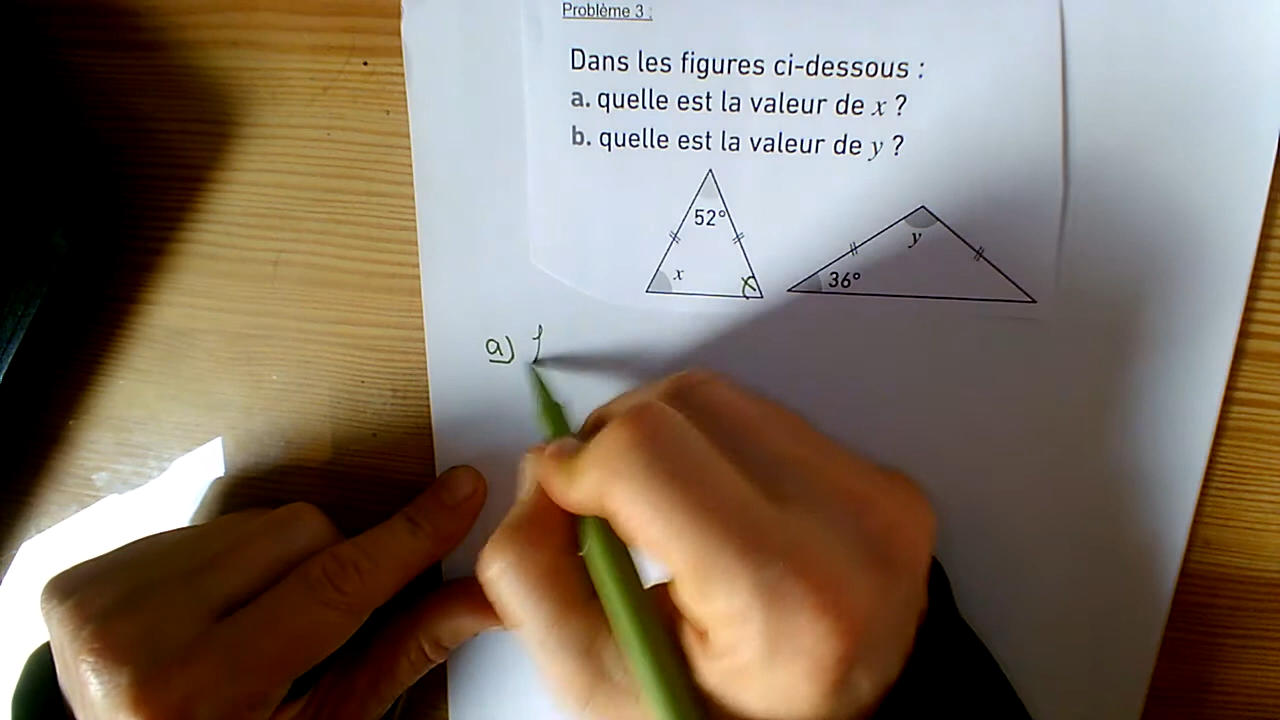 Problème 3 :
Dans les figures ci-dessous :
a. quelle est la valeur de x ?
b. quelle est la valeur de y ?
52°
x
x
y
36°
a)